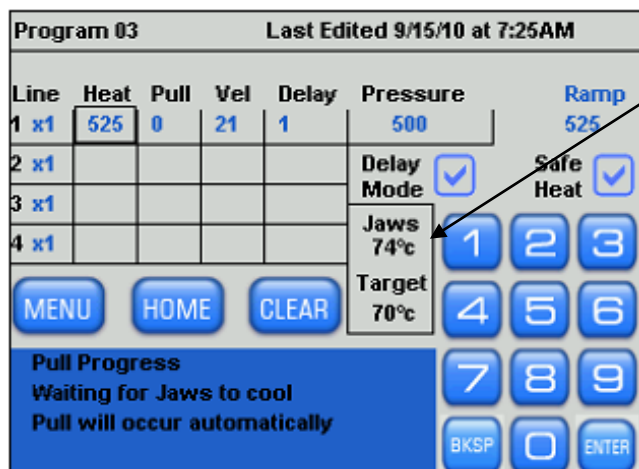 Program 03 Last Edited 9/15/10 at 7:25AM
Line Heat Pull Vel Delay Pressure Ramp
1 x1 525 0 21 1 500 525
2 x1
3 x1
4 x1
Delay Mode
Safe Heat
Jaws
74°c
Target
70°c
1 2 3
MENU HOME CLEAR
4 5 6
Pull Progress
Waiting for Jaws to cool
Pull will occur automatically
7 8 9
BKSP 0 ENTER